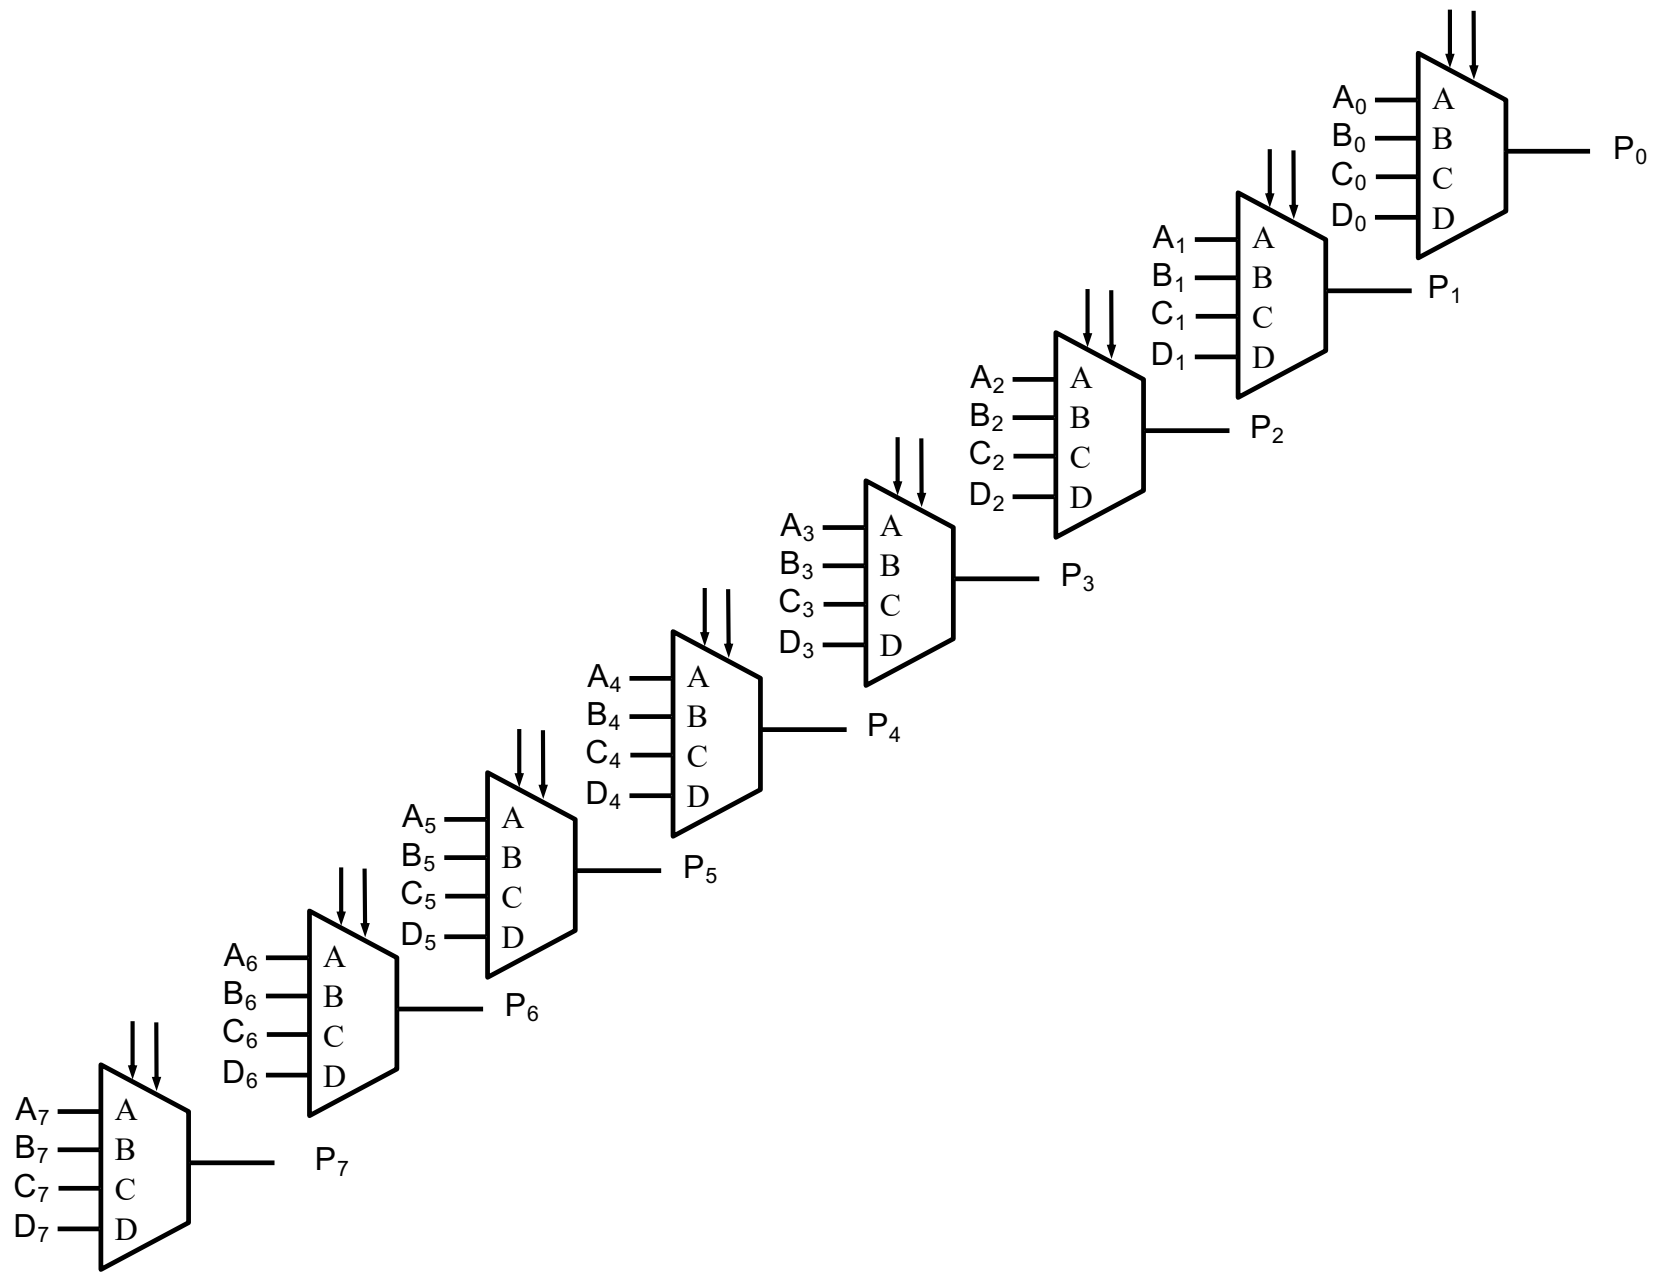 A₀ A
B₀ B P₀
C₀ C
D₀ D
A₁ A
B₁ B P₁
C₁ C
D₁ D
A₂ A
B₂ B P₂
C₂ C
D₂ D
A₃ A
B₃ B P₃
C₃ C
D₃ D
A₄ A
B₄ B P₄
C₄ C
D₄ D
A₅ A
B₅ B P₅
C₅ C
D₅ D
A₆ A
B₆ B P₆
C₆ C
D₆ D
A₇ A
B₇ B P₇
C₇ C
D₇ D